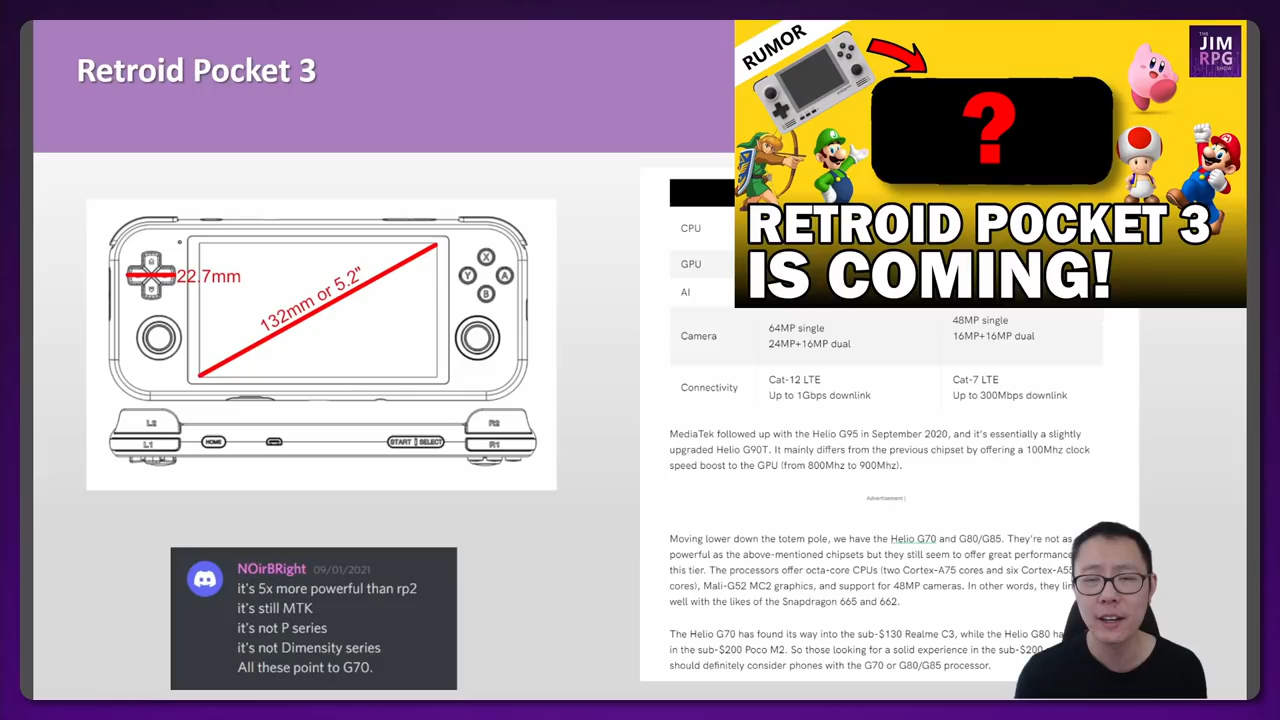 Retroid Pocket 3
RUMOR
THE
JIM
RPG
SHOW
?
RETROID POCKET 3
IS COMING!
22.7mm
132mm or 5.2"
X
Y
A
B
L2
R2
L1
HOME
START
SELECT
R1
NOirBRight 09/01/2021
it's 5x more powerful than rp2
it's still MTK
it's not P series
it's not Dimensity series
All these point to G70.
CPU
GPU
AI
Camera
64MP single
24MP+16MP dual
48MP single
16MP+16MP dual
Connectivity
Cat-12 LTE
Up to 1Gbps downlink
Cat-7 LTE
Up to 300Mbps downlink
MediaTek followed up with the Helio G95 in September 2020, and it's essentially a slightly
upgraded Helio G90T. It mainly differs from the previous chipset by offering a 100Mhz clock
speed boost to the GPU (from 800Mhz to 900Mhz).
Advertisement
Moving lower down the totem pole, we have the Helio G70 and G80/G85. They're not as
powerful as the above-mentioned chipsets but they still seem to offer great performance
this tier. The processors offer octa-core CPUs (two Cortex-A75 cores and six Cortex-A55
cores), Mali-G52 MC2 graphics, and support for 48MP cameras. In other words, they
well with the likes of the Snapdragon 665 and 662.
The Helio G70 has found its way into the sub-$130 Realme C3, while the Helio G80
in the sub-$200 Poco M2. So those looking for a solid experience in the sub-$200
should definitely consider phones with the G70 or G80/G85 processor.